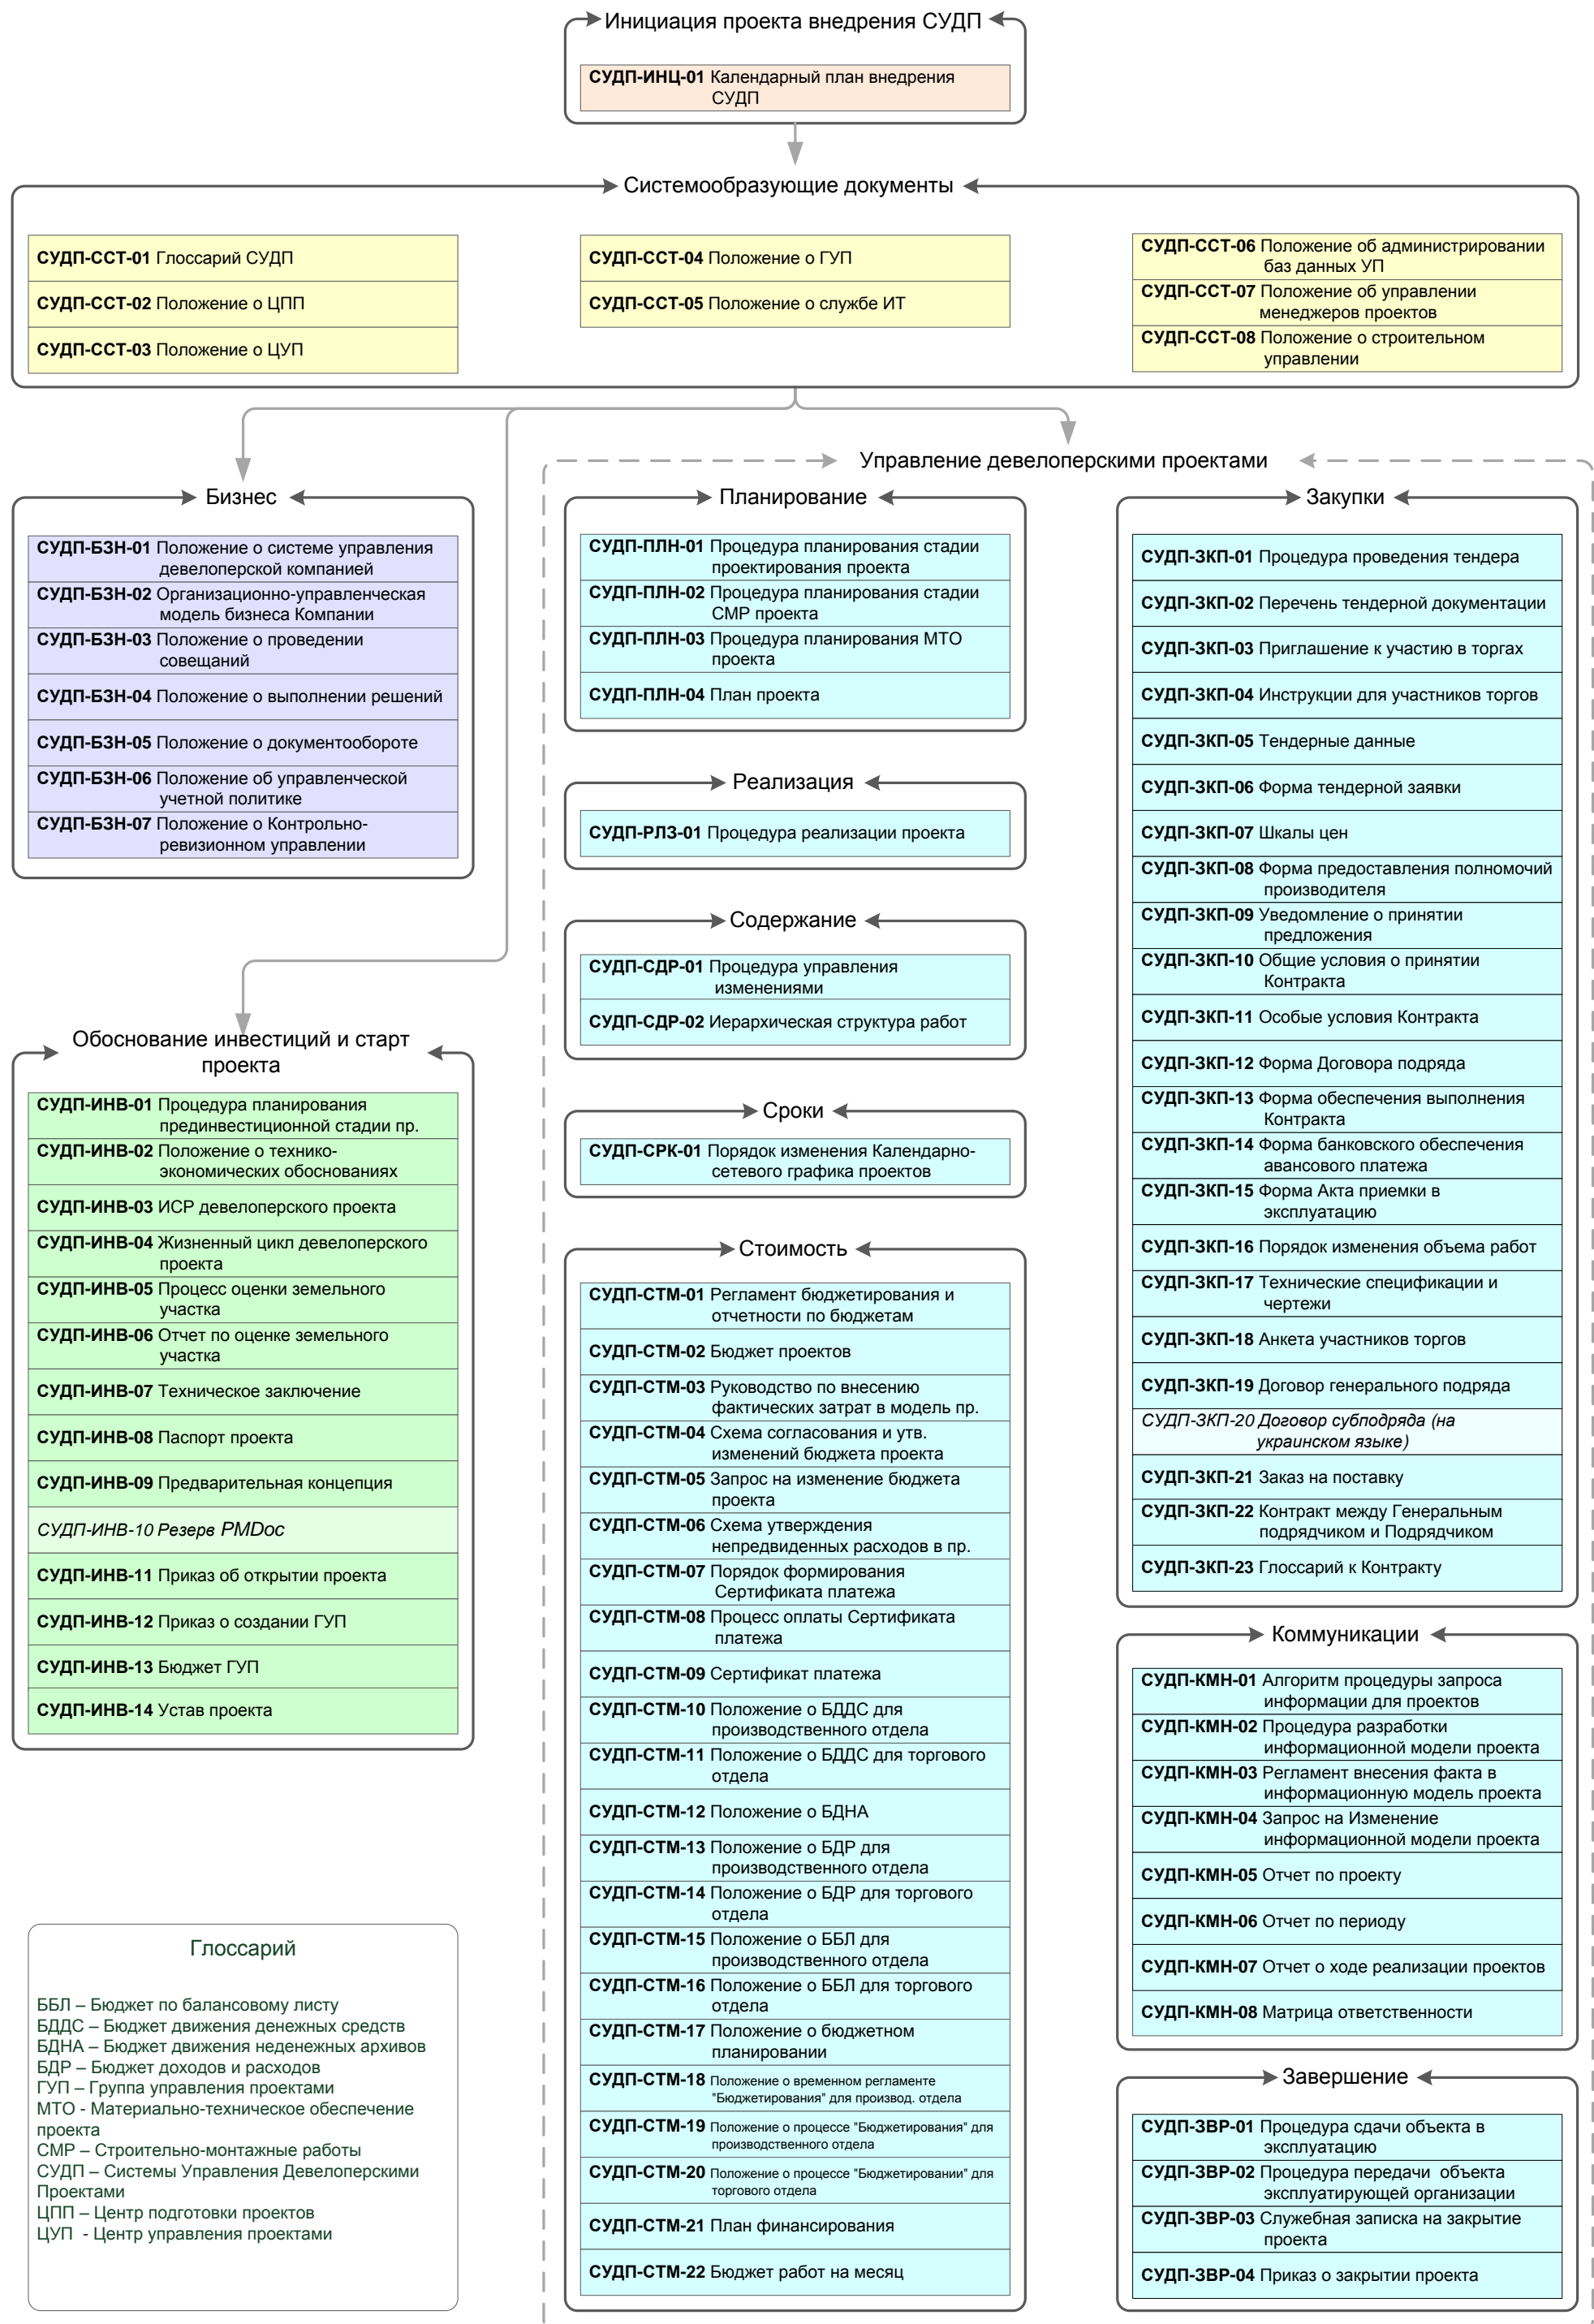 Инициация проекта внедрения СУДП
СУДП-ИНЦ-01 Календарный план внедрения
СУДП
Системообразующие документы
СУДП-ССТ-01 Глоссарий СУДП
СУДП-ССТ-02 Положение о ЦПП
СУДП-ССТ-03 Положение о ЦУП
СУДП-ССТ-04 Положение о ГУП
СУДП-ССТ-05 Положение о службе ИТ
СУДП-ССТ-06 Положение об администрировании
баз данных УП
СУДП-ССТ-07 Положение об управлении
менеджеров проектов
СУДП-ССТ-08 Положение о строительном
управлении
Бизнес
СУДП-БЗН-01 Положение о системе управления
девелоперской компанией
СУДП-БЗН-02 Организационно-управленческая
модель бизнеса Компании
СУДП-БЗН-03 Положение о проведении
совещаний
СУДП-БЗН-04 Положение о выполнении решений
СУДП-БЗН-05 Положение о документообороте
СУДП-БЗН-06 Положение об управленческой
учетной политике
СУДП-БЗН-07 Положение о Контрольно-
ревизионном управлении
Обоснование инвестиций и старт
проекта
СУДП-ИНВ-01 Процедура планирования
прединвестиционной стадии пр.
СУДП-ИНВ-02 Положение о технико-
экономических обоснованиях
СУДП-ИНВ-03 ИСР девелоперского проекта
СУДП-ИНВ-04 Жизненный цикл девелоперского
проекта
СУДП-ИНВ-05 Процесс оценки земельного
участка
СУДП-ИНВ-06 Отчет по оценке земельного
участка
СУДП-ИНВ-07 Техническое заключение
СУДП-ИНВ-08 Паспорт проекта
СУДП-ИНВ-09 Предварительная концепция
СУДП-ИНВ-10 Резерв PMDoc
СУДП-ИНВ-11 Приказ об открытии проекта
СУДП-ИНВ-12 Приказ о создании ГУП
СУДП-ИНВ-13 Бюджет ГУП
СУДП-ИНВ-14 Устав проекта
Глоссарий
ББЛ – Бюджет по балансовому листу
БДДС – Бюджет движения денежных средств
БДНА – Бюджет движения неденежных архивов
БДР – Бюджет доходов и расходов
ГУП – Группа управления проектами
МТО - Материально-техническое обеспечение
проекта
СМР – Строительно-монтажные работы
СУДП – Системы Управления Девелоперскими
Проектами
ЦПП – Центр подготовки проектов
ЦУП - Центр управления проектами
Управление девелоперскими проектами
Планирование
СУДП-ПЛН-01 Процедура планирования стадии
проектирования проекта
СУДП-ПЛН-02 Процедура планирования стадии
СМР проекта
СУДП-ПЛН-03 Процедура планирования МТО
проекта
СУДП-ПЛН-04 План проекта
Реализация
СУДП-РЛЗ-01 Процедура реализации проекта
Содержание
СУДП-СДР-01 Процедура управления
изменениями
СУДП-СДР-02 Иерархическая структура работ
Сроки
СУДП-СРК-01 Порядок изменения Календарно-
сетевого графика проектов
Стоимость
СУДП-СТМ-01 Регламент бюджетирования и
отчетности по бюджетам
СУДП-СТМ-02 Бюджет проектов
СУДП-СТМ-03 Руководство по внесению
фактических затрат в модель пр.
СУДП-СТМ-04 Схема согласования и утв.
изменений бюджета проекта
СУДП-СТМ-05 Запрос на изменение бюджета
проекта
СУДП-СТМ-06 Схема утверждения
непредвиденных расходов в пр.
СУДП-СТМ-07 Порядок формирования
Сертификата платежа
СУДП-СТМ-08 Процесс оплаты Сертификата
платежа
СУДП-СТМ-09 Сертификат платежа
СУДП-СТМ-10 Положение о БДДС для
производственного отдела
СУДП-СТМ-11 Положение о БДДС для торгового
отдела
СУДП-СТМ-12 Положение о БДНА
СУДП-СТМ-13 Положение о БДР для
производственного отдела
СУДП-СТМ-14 Положение о БДР для торгового
отдела
СУДП-СТМ-15 Положение о ББЛ для
производственного отдела
СУДП-СТМ-16 Положение о ББЛ для торгового
отдела
СУДП-СТМ-17 Положение о бюджетном
планировании
СУДП-СТМ-18 Положение о временном регламенте
"Бюджетирования" для производ. отдела
СУДП-СТМ-19 Положение о процессе "Бюджетирования" для
производственного отдела
СУДП-СТМ-20 Положение о процессе "Бюджетировании" для
торгового отдела
СУДП-СТМ-21 План финансирования
СУДП-СТМ-22 Бюджет работ на месяц
Закупки
СУДП-ЗКП-01 Процедура проведения тендера
СУДП-ЗКП-02 Перечень тендерной документации
СУДП-ЗКП-03 Приглашение к участию в торгах
СУДП-ЗКП-04 Инструкции для участников торгов
СУДП-ЗКП-05 Тендерные данные
СУДП-ЗКП-06 Форма тендерной заявки
СУДП-ЗКП-07 Шкалы цен
СУДП-ЗКП-08 Форма предоставления полномочий
производителя
СУДП-ЗКП-09 Уведомление о принятии
предложения
СУДП-ЗКП-10 Общие условия о принятии
Контракта
СУДП-ЗКП-11 Особые условия Контракта
СУДП-ЗКП-12 Форма Договора подряда
СУДП-ЗКП-13 Форма обеспечения выполнения
Контракта
СУДП-ЗКП-14 Форма банковского обеспечения
авансового платежа
СУДП-ЗКП-15 Форма Акта приемки в
эксплуатацию
СУДП-ЗКП-16 Порядок изменения объема работ
СУДП-ЗКП-17 Технические спецификации и
чертежи
СУДП-ЗКП-18 Анкета участников торгов
СУДП-ЗКП-19 Договор генерального подряда
СУДП-ЗКП-20 Договор субподряда (на
украинском языке)
СУДП-ЗКП-21 Заказ на поставку
СУДП-ЗКП-22 Контракт между Генеральным
подрядчиком и Подрядчиком
СУДП-ЗКП-23 Глоссарий к Контракту
Коммуникации
СУДП-КМН-01 Алгоритм процедуры запроса
информации для проектов
СУДП-КМН-02 Процедура разработки
информационной модели проекта
СУДП-КМН-03 Регламент внесения факта в
информационную модель проекта
СУДП-КМН-04 Запрос на Изменение
информационной модели проекта
СУДП-КМН-05 Отчет по проекту
СУДП-КМН-06 Отчет по периоду
СУДП-КМН-07 Отчет о ходе реализации проектов
СУДП-КМН-08 Матрица ответственности
Завершение
СУДП-ЗВР-01 Процедура сдачи объекта в
эксплуатацию
СУДП-ЗВР-02 Процедура передачи объекта
эксплуатирующей организации
СУДП-ЗВР-03 Служебная записка на закрытие
проекта
СУДП-ЗВР-04 Приказ о закрытии проекта